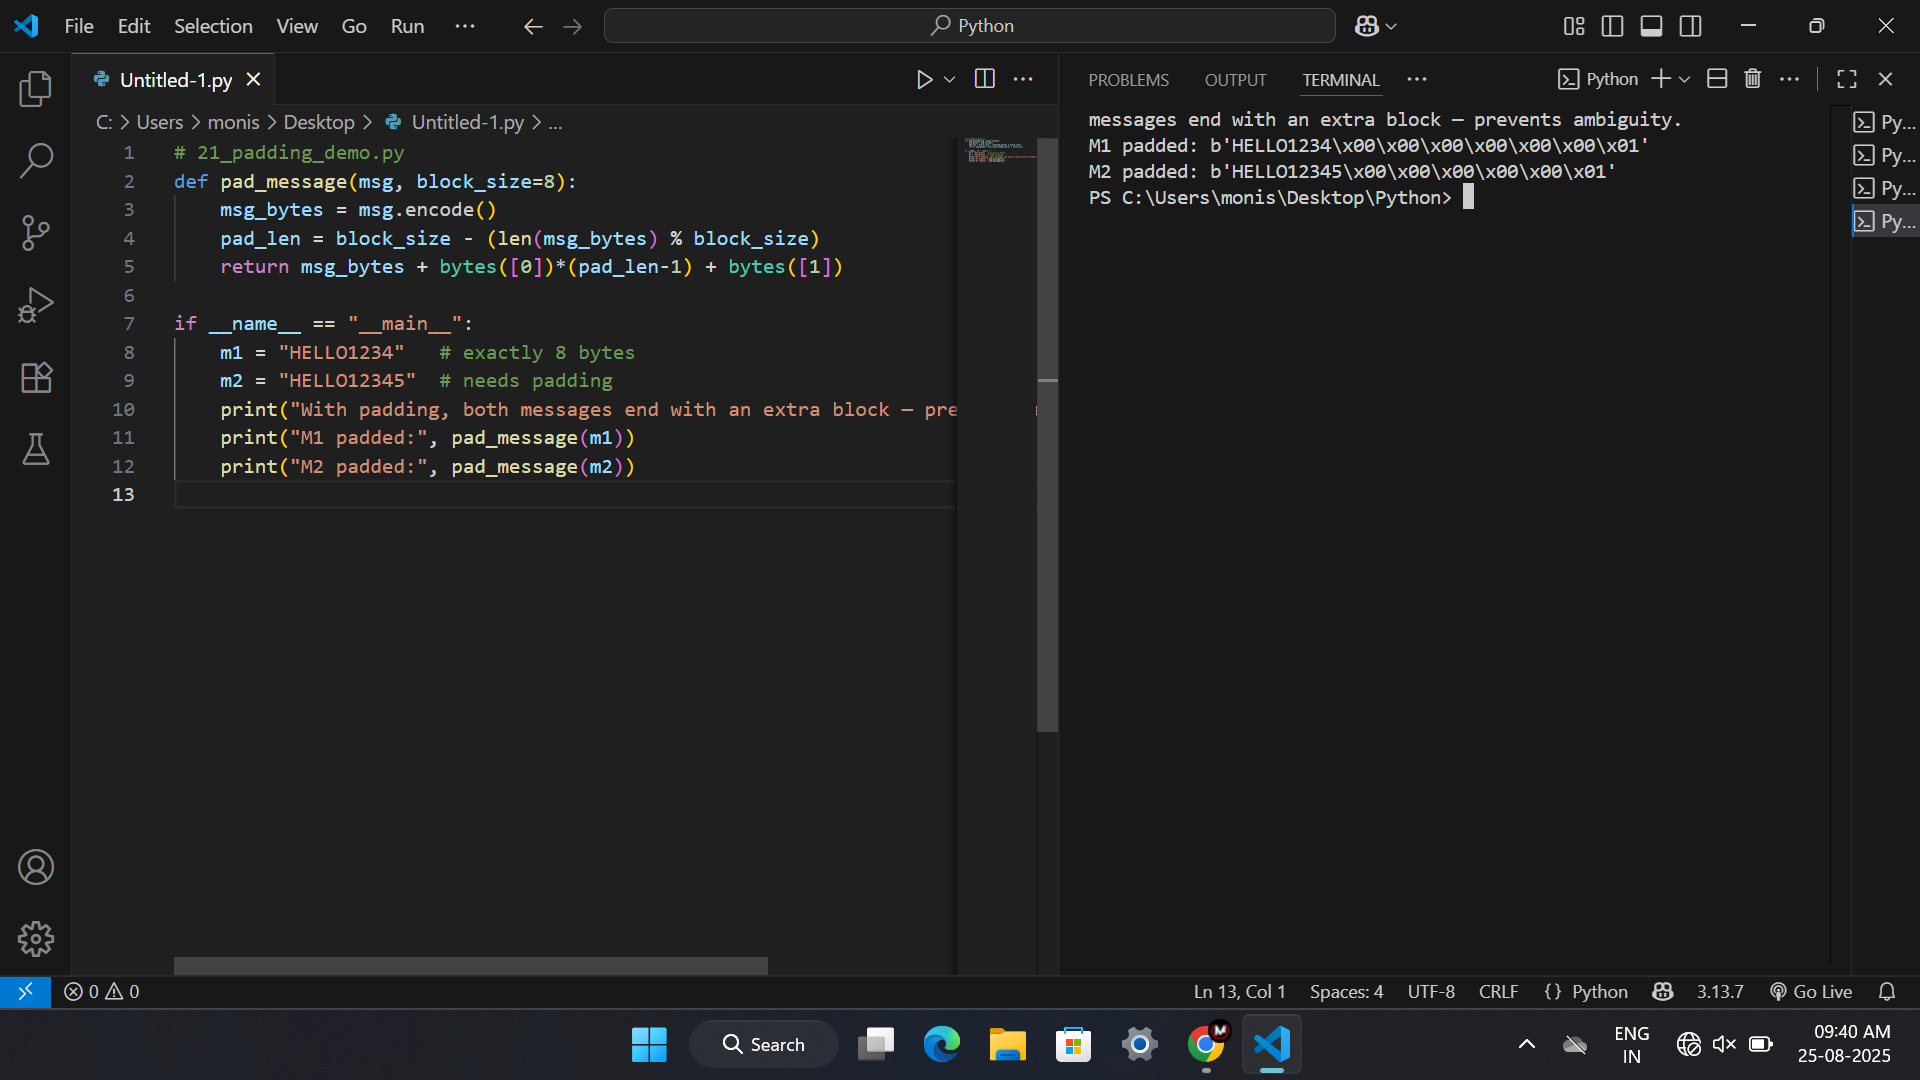 File Edit Selection View Go Run
Python
Untitled-1.py
C: > Users > monis > Desktop > Untitled-1.py > ...
1 # 21_padding_demo.py
2 def pad_message(msg, block_size=8):
3 msg_bytes = msg.encode()
4 pad_len = block_size - (len(msg_bytes) % block_size)
5 return msg_bytes + bytes([0])*(pad_len-1) + bytes([1])
6
7 if __name__ == "__main__":
8 m1 = "HELLO1234" # exactly 8 bytes
9 m2 = "HELLO12345" # needs padding
10 print("With padding, both messages end with an extra block — pre
11 print("M1 padded:", pad_message(m1))
12 print("M2 padded:", pad_message(m2))
13
PROBLEMS OUTPUT TERMINAL
Python
messages end with an extra block — prevents ambiguity.
M1 padded: b'HELLO1234\x00\x00\x00\x00\x00\x00\x01'
M2 padded: b'HELLO12345\x00\x00\x00\x00\x00\x01'
PS C:\Users\monis\Desktop\Python>
Py...
Py...
Py...
Py...
0 0
Ln 13, Col 1 Spaces: 4 UTF-8 CRLF {} Python 3.13.7 Go Live
Search
M
ENG
IN
09:40 AM
25-08-2025